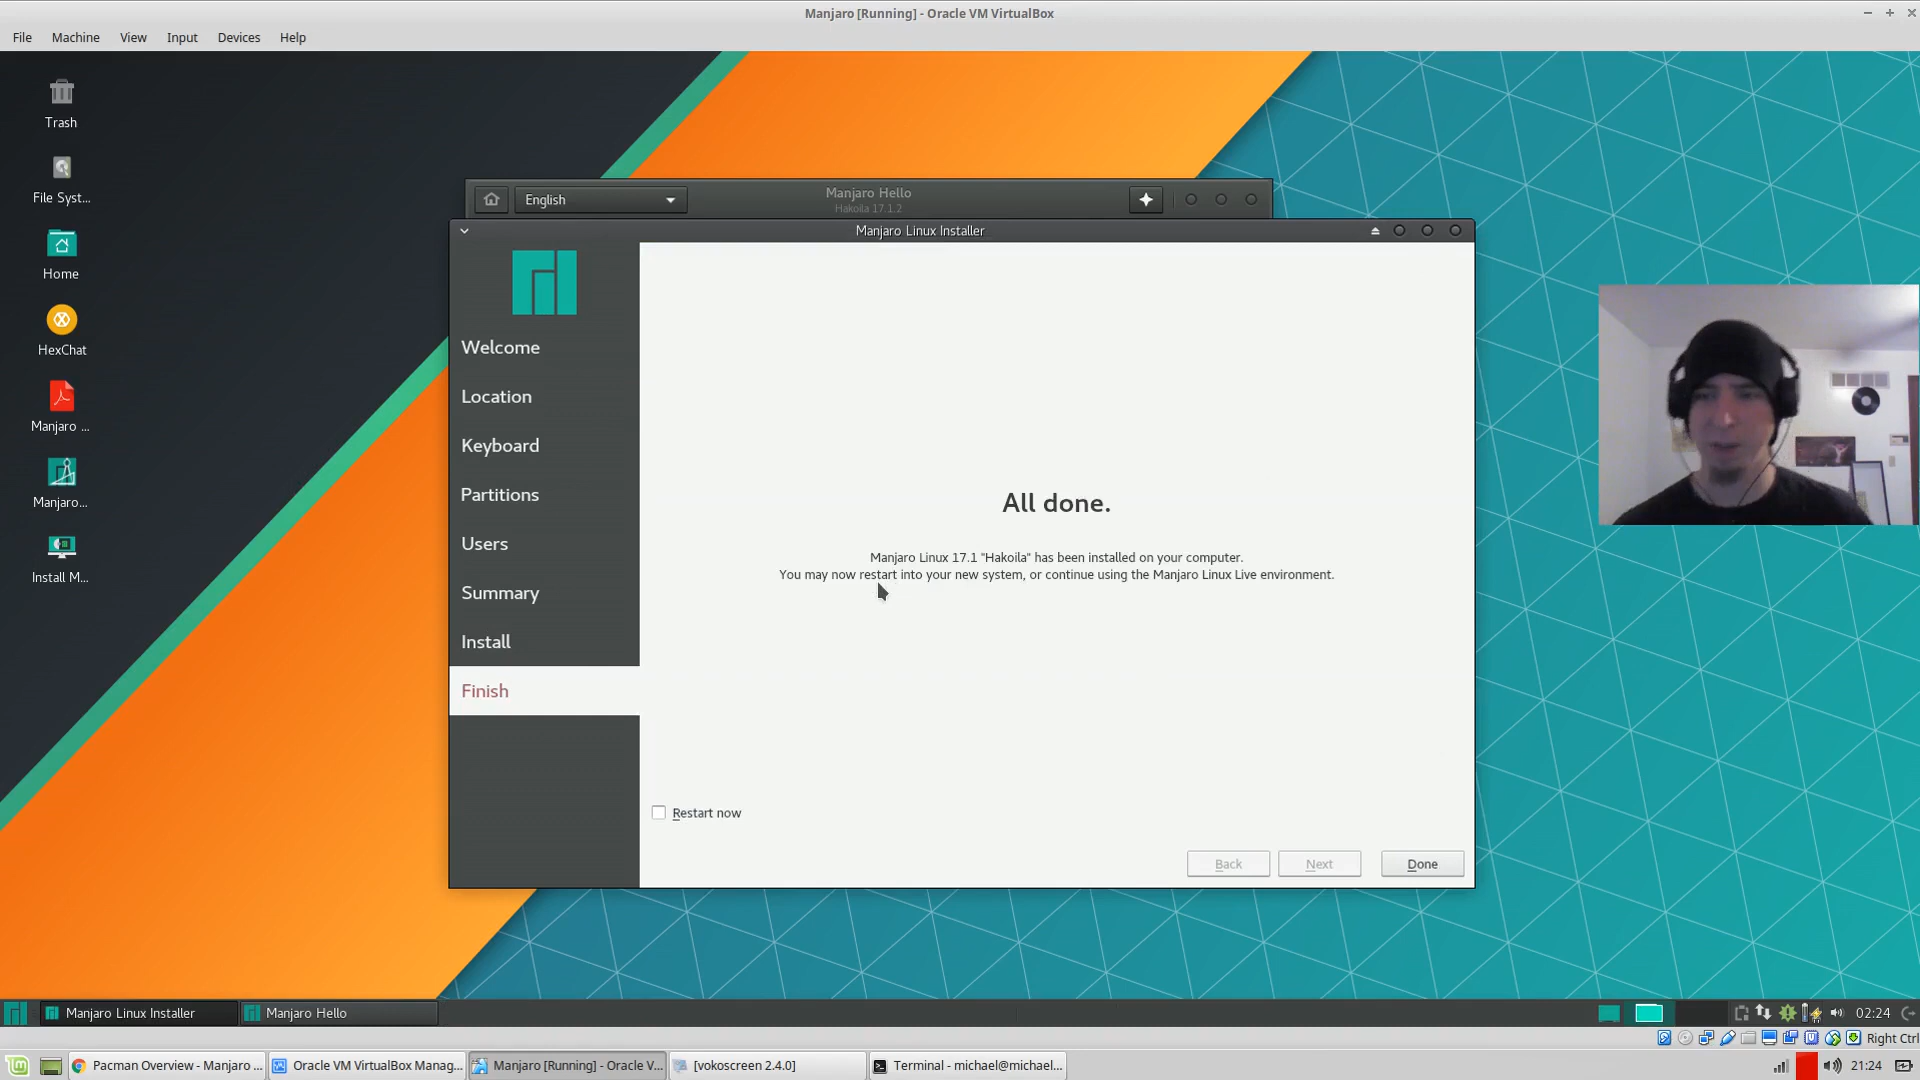 Manjaro [Running] - Oracle VM VirtualBox
File Machine View Input Devices Help
Trash
File Syst...
Home
HexChat
Manjaro ...
Manjaro...
Install M...
English
Manjaro Hello
Hakoila 17.1.2
Manjaro Linux Installer
Welcome
Location
Keyboard
Partitions
Users
Summary
Install
Finish
All done.
Manjaro Linux 17.1 "Hakoila" has been installed on your computer.
You may now restart into your new system, or continue using the Manjaro Linux Live environment.
Restart now
Back Next Done
Manjaro Linux Installer Manjaro Hello 02:24
Right Ctrl
Pacman Overview - Manjaro ... Oracle VM VirtualBox Manag... Manjaro [Running] - Oracle V... [vokoscreen 2.4.0] Terminal - michael@michael... 21:24